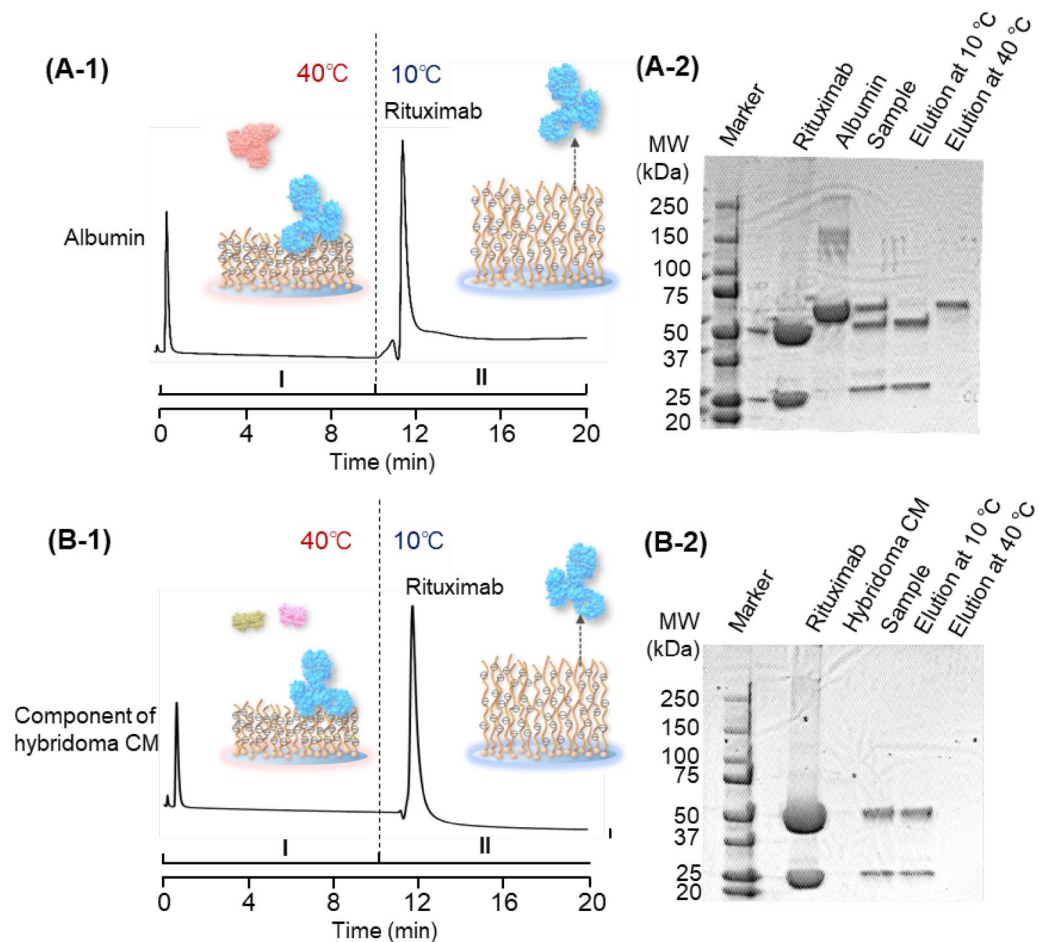 (A-1)
40℃
10℃
Rituximab
Albumin
I
II
0
4
8
12
16
20
Time (min)
(A-2)
MW
(kDa)
Marker
Rituximab
Albumin
Sample
Elution at 10 °C
Elution at 40 °C
250
150
100
75
50
37
25
20
(B-1)
40℃
10℃
Rituximab
Component of
hybridoma CM
I
II
0
4
8
12
16
20
Time (min)
(B-2)
MW
(kDa)
Marker
Rituximab
Hybridoma CM
Sample
Elution at 10 °C
Elution at 40 °C
250
150
100
75
50
37
25
20